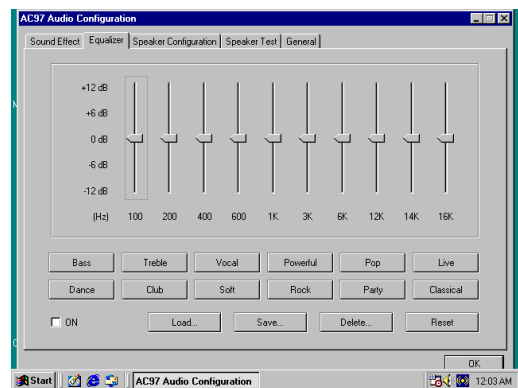 AC97 Audio Configuration
Sound Effect Equalizer Speaker Configuration Speaker Test General
+12 dB
+6 dB
0 dB
-6 dB
-12 dB
(Hz) 100 200 400 600 1K 3K 6K 12K 14K 16K
Bass Treble Vocal Powerful Pop Live
Dance Club Soft Rock Party Classical
ON Load... Save... Delete... Reset
OK
Start AC97 Audio Configuration 12:03 AM